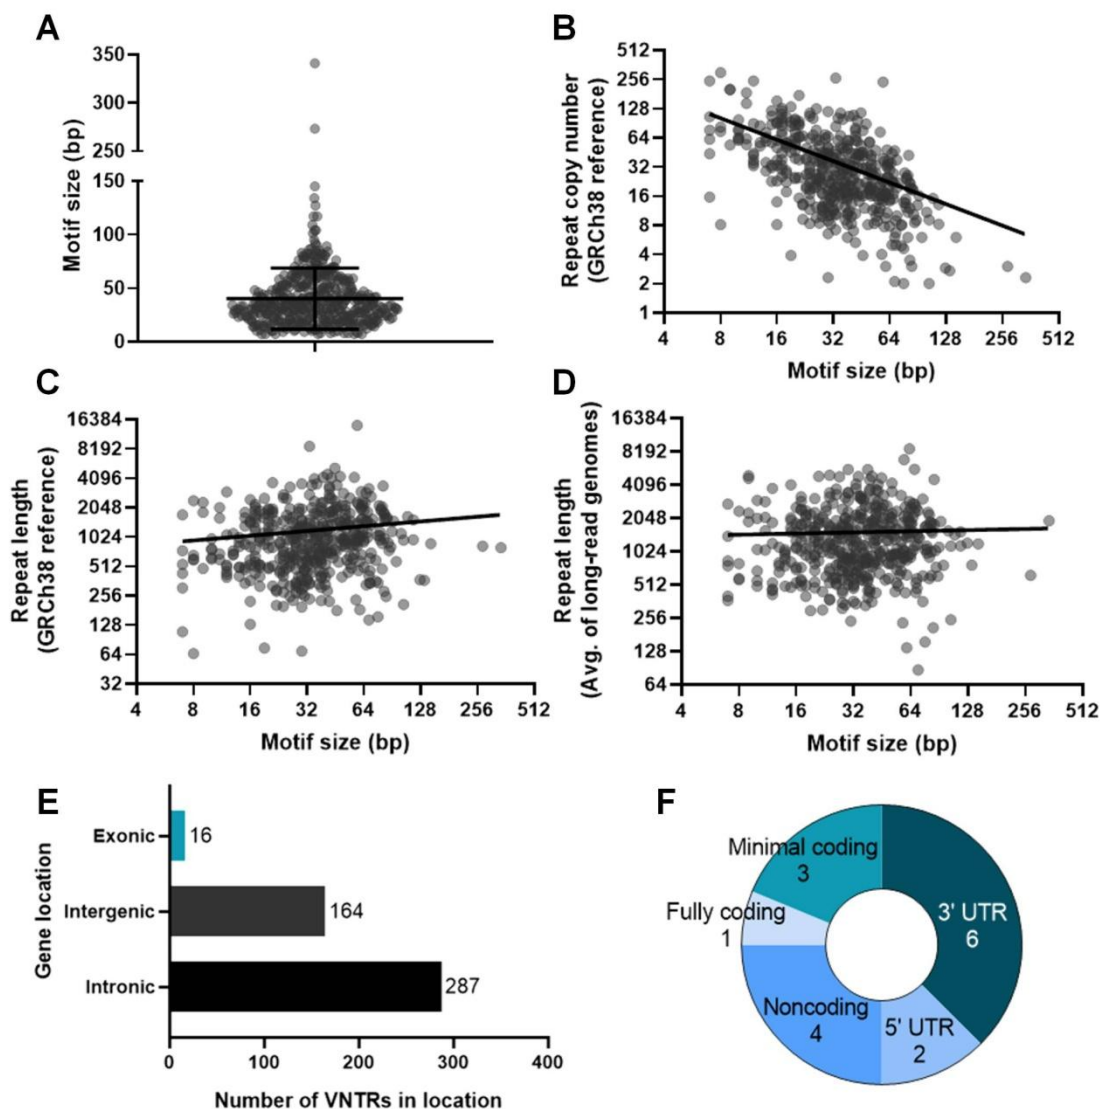 A
350
300
250
150
100
50
0
Motif size (bp)
B
512
256
128
64
32
16
8
4
2
1
Repeat copy number
(GRCh38 reference)
4 8 16 32 64 128 256 512
Motif size (bp)
C
16384
8192
4096
2048
1024
512
256
128
64
32
Repeat length
(GRCh38 reference)
4 8 16 32 64 128 256 512
Motif size (bp)
D
16384
8192
4096
2048
1024
512
256
128
64
Repeat length
(Avg. of long-read genomes)
4 8 16 32 64 128 256 512
Motif size (bp)
E
Gene location
Exonic 16
Intergenic 164
Intronic 287
0 100 200 300 400
Number of VNTRs in location
F
Minimal coding
3
Fully coding
1
Noncoding
4
5' UTR
2
3' UTR
6